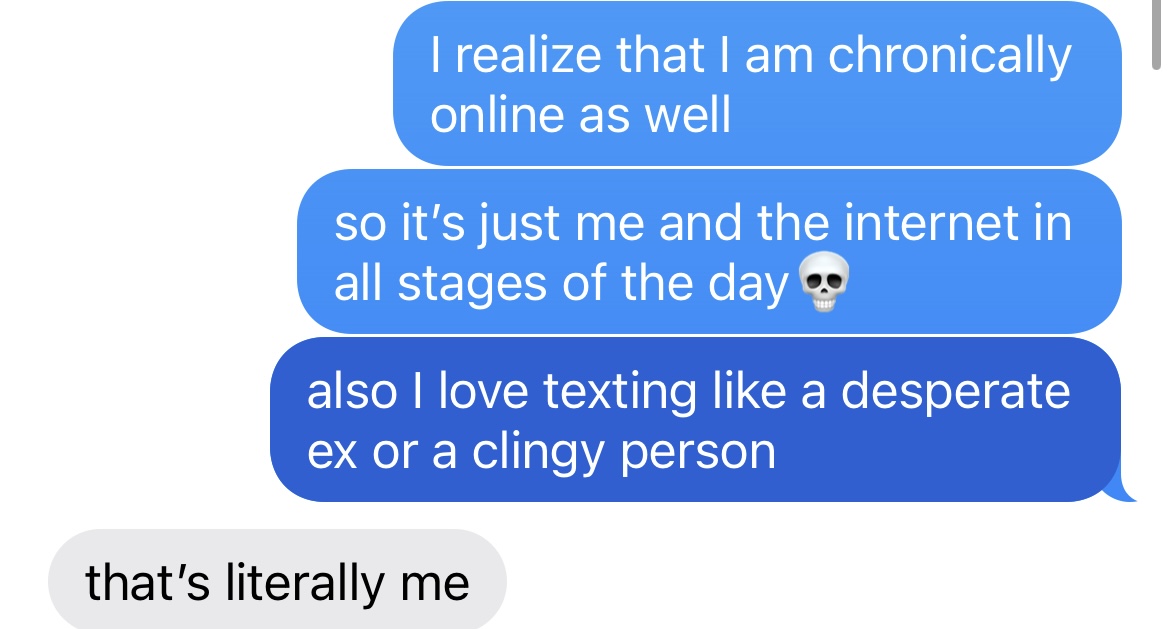 I realize that I am chronically
online as well
so it’s just me and the internet in
all stages of the day💀
also I love texting like a desperate
ex or a clingy person
that’s literally me